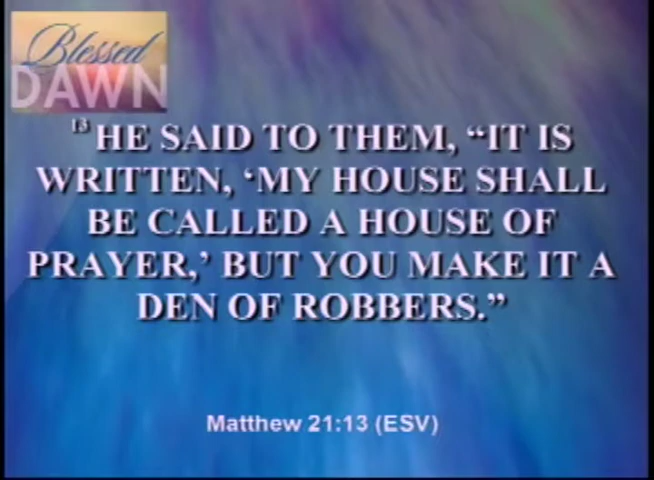 Blessed
DAWN
13 HE SAID TO THEM, “IT IS
WRITTEN, ‘MY HOUSE SHALL
BE CALLED A HOUSE OF
PRAYER,’ BUT YOU MAKE IT A
DEN OF ROBBERS.”
Matthew 21:13 (ESV)